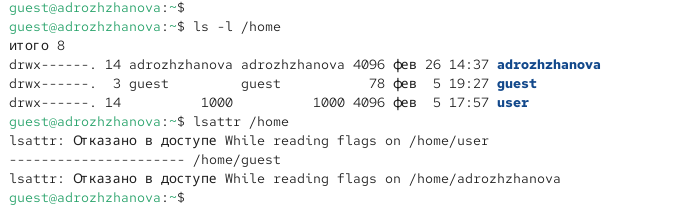 guest@adrozhzhanova:~$
guest@adrozhzhanova:~$ ls -l /home
итого 8
drwx------. 14 adrozhzhanova adrozhzhanova 4096 фев 26 14:37 adrozhzhanova
drwx------.  3 guest         guest           78 фев  5 19:27 guest
drwx------. 14          1000          1000 4096 фев  5 17:57 user
guest@adrozhzhanova:~$ lsattr /home
lsattr: Отказано в доступе While reading flags on /home/user
---------------------- /home/guest
lsattr: Отказано в доступе While reading flags on /home/adrozhzhanova
guest@adrozhzhanova:~$